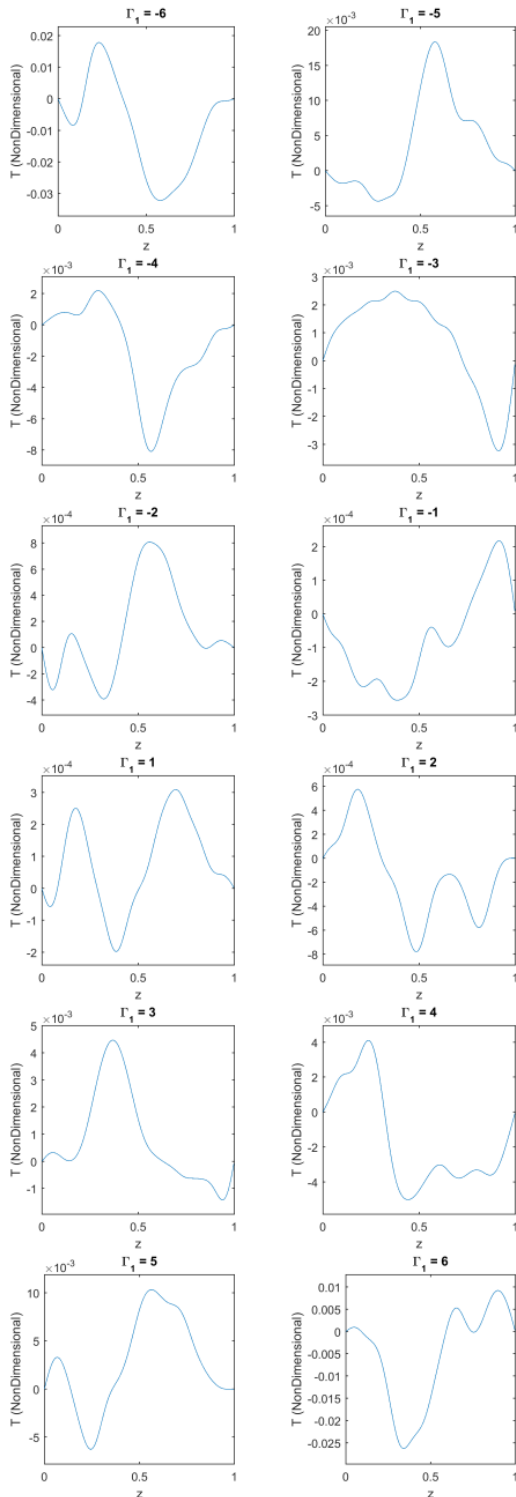 Γ1 = -6
T (NonDimensional)
0.02
0.01
0
-0.01
-0.02
-0.03
0 0.5 1
z
Γ1 = -5
×10-3
T (NonDimensional)
20
15
10
5
0
-5
0 0.5 1
z
Γ1 = -4
×10-3
T (NonDimensional)
2
0
-2
-4
-6
-8
0 0.5 1
z
Γ1 = -3
×10-3
T (NonDimensional)
3
2
1
0
-1
-2
-3
0 0.5 1
z
Γ1 = -2
×10-4
T (NonDimensional)
8
6
4
2
0
-2
-4
0 0.5 1
z
Γ1 = -1
×10-4
T (NonDimensional)
2
1
0
-1
-2
-3
0 0.5 1
z
Γ1 = 1
×10-4
T (NonDimensional)
3
2
1
0
-1
-2
0 0.5 1
z
Γ1 = 2
×10-4
T (NonDimensional)
6
4
2
0
-2
-4
-6
-8
0 0.5 1
z
Γ1 = 3
×10-3
T (NonDimensional)
5
4
3
2
1
0
-1
0 0.5 1
z
Γ1 = 4
×10-3
T (NonDimensional)
4
2
0
-2
-4
0 0.5 1
z
Γ1 = 5
×10-3
T (NonDimensional)
10
5
0
-5
0 0.5 1
z
Γ1 = 6
T (NonDimensional)
0.01
0.005
0
-0.005
-0.01
-0.015
-0.02
-0.025
0 0.5 1
z